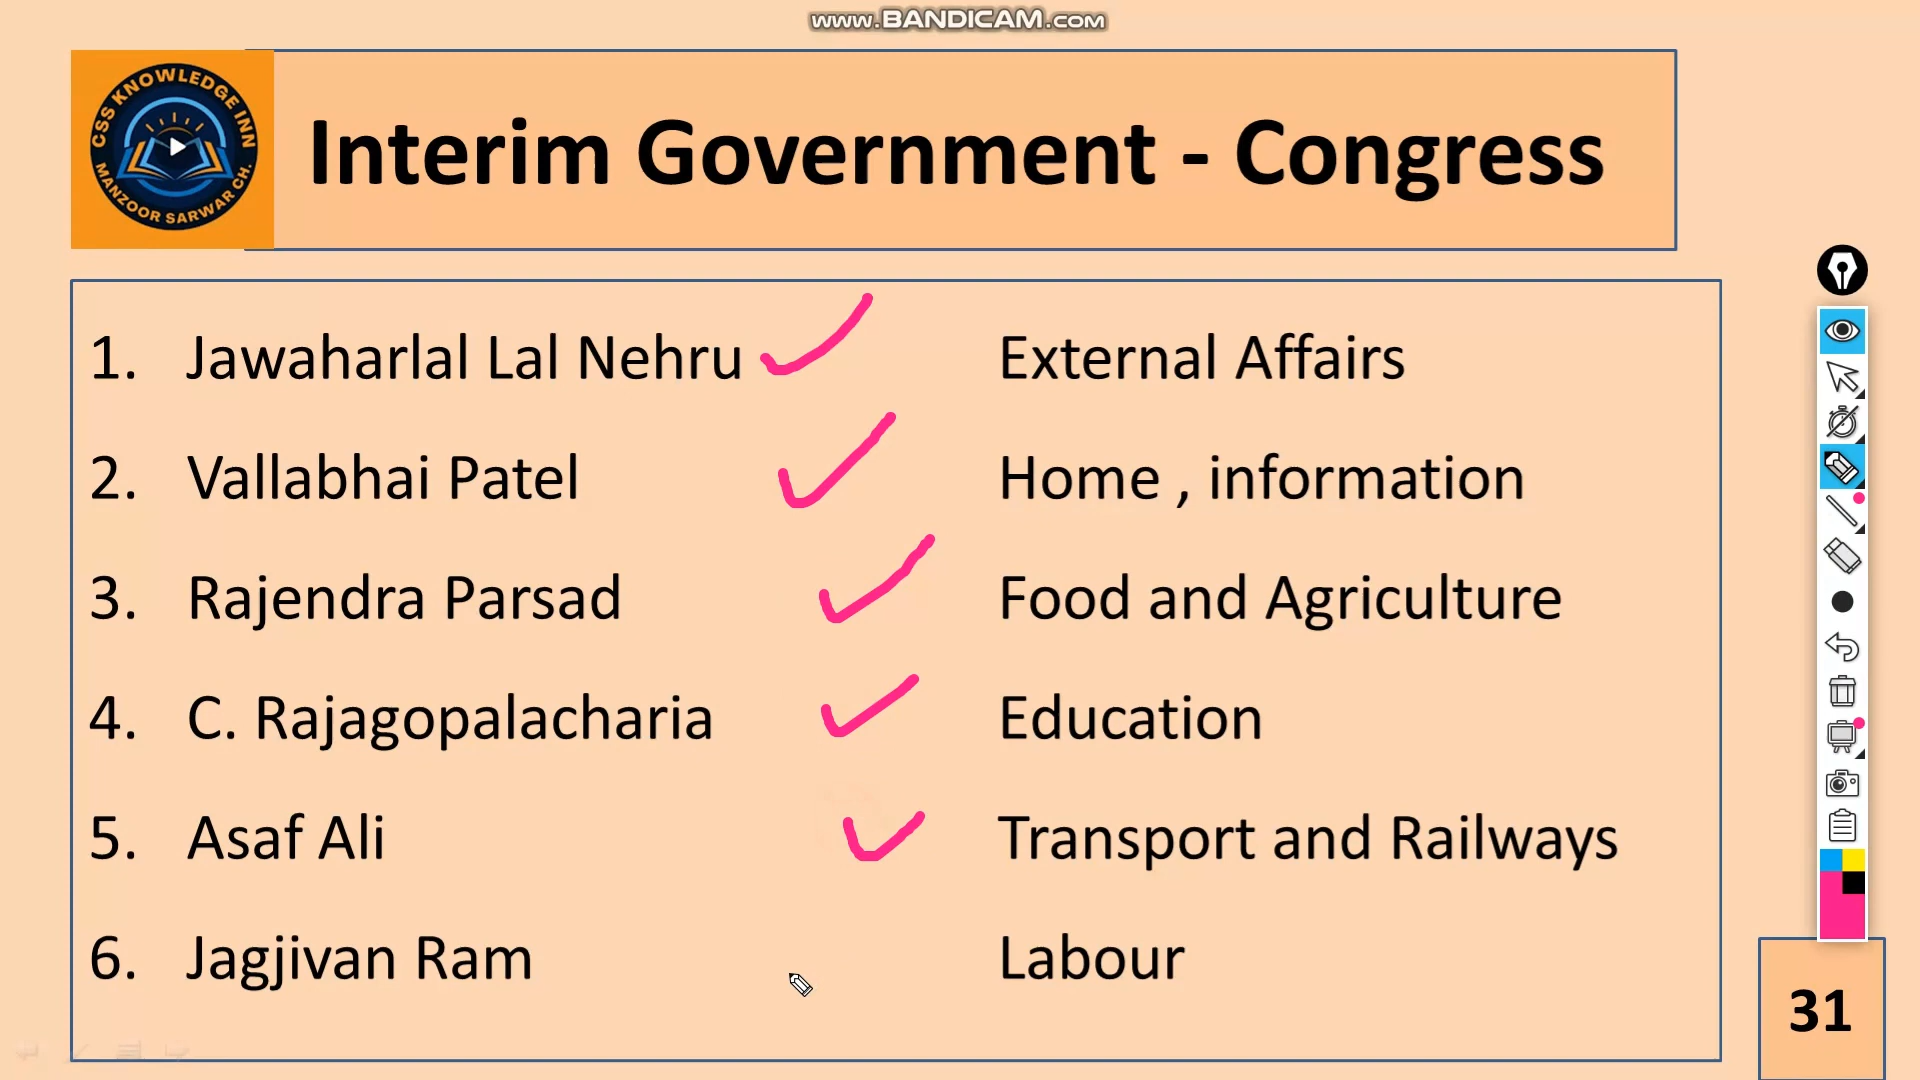 www.BANDICAM.com
CSS KNOWLEDGE INN
MANZOOR SARWAR CH.
Interim Government - Congress
1. Jawaharlal Lal Nehru External Affairs
2. Vallabhai Patel Home , information
3. Rajendra Parsad Food and Agriculture
4. C. Rajagopalacharia Education
5. Asaf Ali Transport and Railways
6. Jagjivan Ram Labour
31